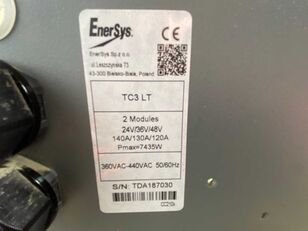 EnerSys.
EnerSys Sp.z o.o.
ul.Leszczyńska 73
43-300 Bielsko-Biała, Poland
TC3 LT
2 Modules
24V/36V/48V
140A/130A/120A
Pmax=7435W
360VAC-440VAC 50/60Hz
S/N: TDA187030